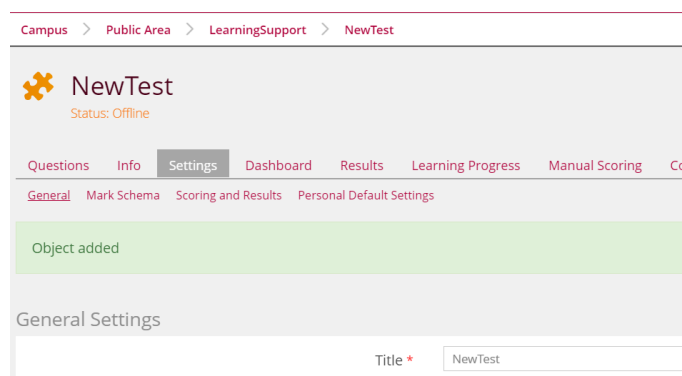 Campus Public Area LearningSupport NewTest
NewTest
Status: Offline
Questions Info Settings Dashboard Results Learning Progress Manual Scoring
General Mark Schema Scoring and Results Personal Default Settings
Object added
General Settings
Title * NewTest